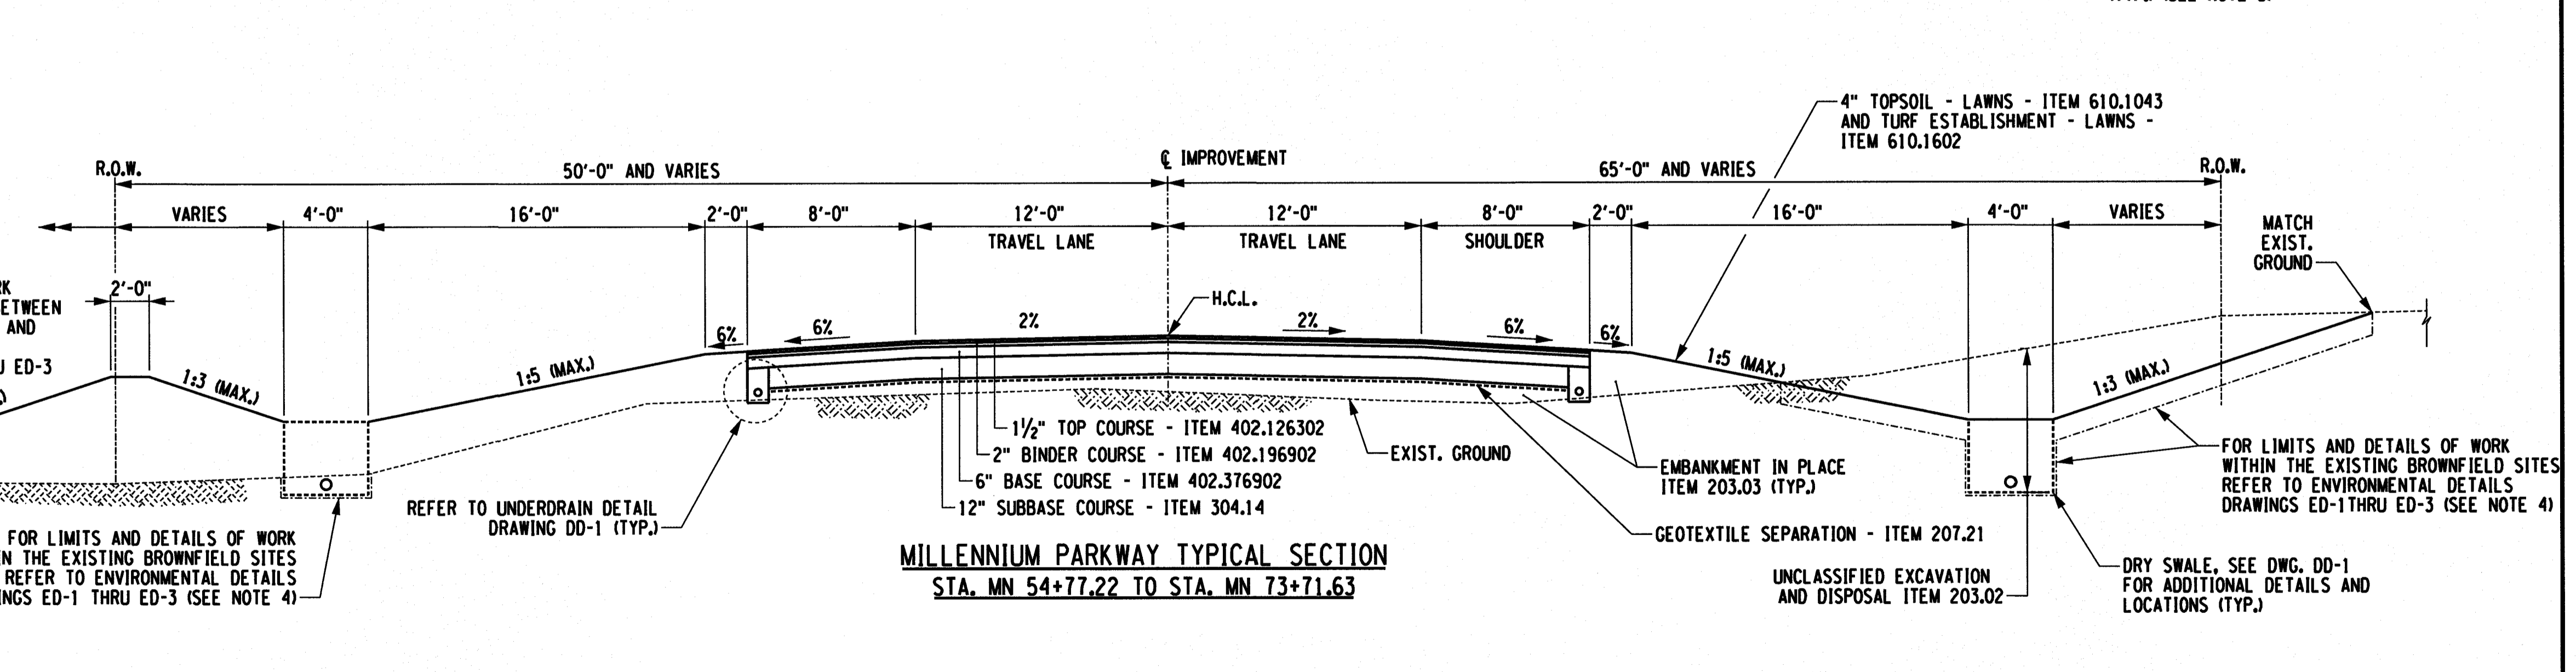 4" TOPSOIL - LAWNS - ITEM 610.1043
AND TURF ESTABLISHMENT - LAWNS -
ITEM 610.1602
R.O.W.
50'-0" AND VARIES
℄ IMPROVEMENT
65'-0" AND VARIES
R.O.W.
VARIES
4'-0"
16'-0"
2'-0"
8'-0"
12'-0"
12'-0"
8'-0"
2'-0"
16'-0"
4'-0"
VARIES
TRAVEL LANE
TRAVEL LANE
SHOULDER
MATCH
EXIST.
GROUND
2'-0"
ETWEEN
AND
ED-3
H.C.L.
6%
6%
2%
2%
6%
6%
1:3 (MAX.)
1:5 (MAX.)
1:5 (MAX.)
1:3 (MAX.)
1½" TOP COURSE - ITEM 402.126302
2" BINDER COURSE - ITEM 402.196902
6" BASE COURSE - ITEM 402.376902
12" SUBBASE COURSE - ITEM 304.14
EXIST. GROUND
EMBANKMENT IN PLACE
ITEM 203.03 (TYP.)
GEOTEXTILE SEPARATION - ITEM 207.21
FOR LIMITS AND DETAILS OF WORK
WITHIN THE EXISTING BROWNFIELD SITES
REFER TO ENVIRONMENTAL DETAILS
DRAWINGS ED-1THRU ED-3 (SEE NOTE 4)
REFER TO UNDERDRAIN DETAIL
DRAWING DD-1 (TYP.)
FOR LIMITS AND DETAILS OF WORK
N THE EXISTING BROWNFIELD SITES
REFER TO ENVIRONMENTAL DETAILS
NGS ED-1 THRU ED-3 (SEE NOTE 4)
UNCLASSIFIED EXCAVATION
AND DISPOSAL ITEM 203.02
DRY SWALE, SEE DWG. DD-1
FOR ADDITIONAL DETAILS AND
LOCATIONS (TYP.)
MILLENNIUM PARKWAY TYPICAL SECTION
STA. MN 54+77.22 TO STA. MN 73+71.63